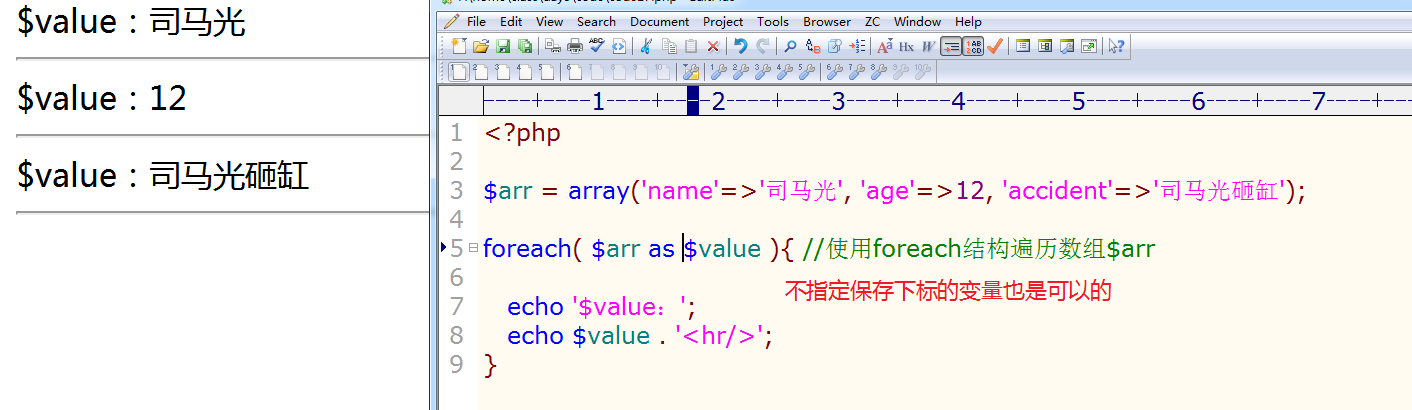 $value：司马光
$value：12
$value：司马光砸缸
File Edit View Search Document Project Tools Browser ZC Window Help
----+----1----+----2----+----3----+----4----+----5----+----6----+----7----+--
1 <?php
2
3 $arr = array('name'=>'司马光', 'age'=>12, 'accident'=>'司马光砸缸');
4
5 foreach( $arr as $value ){ //使用foreach结构遍历数组$arr
6
不指定保存下标的变量也是可以的
7 echo '$value：';
8 echo $value . '<hr/>';
9 }